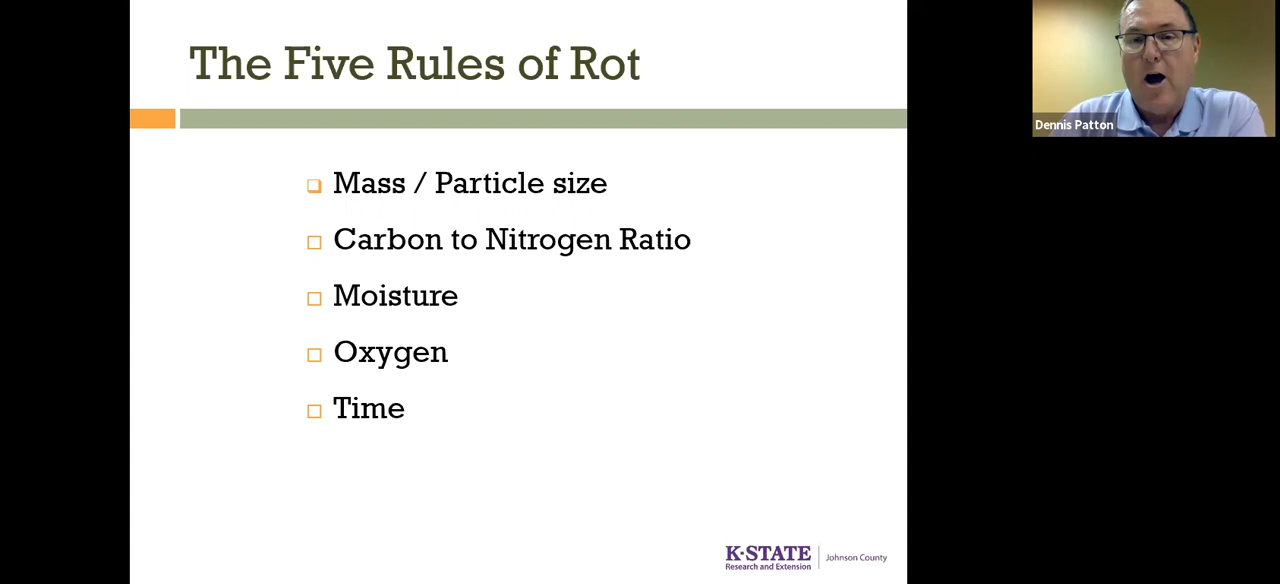 The Five Rules of Rot
Mass / Particle size
Carbon to Nitrogen Ratio
Moisture
Oxygen
Time
K·STATE
Research and Extension
Johnson County
Dennis Patton